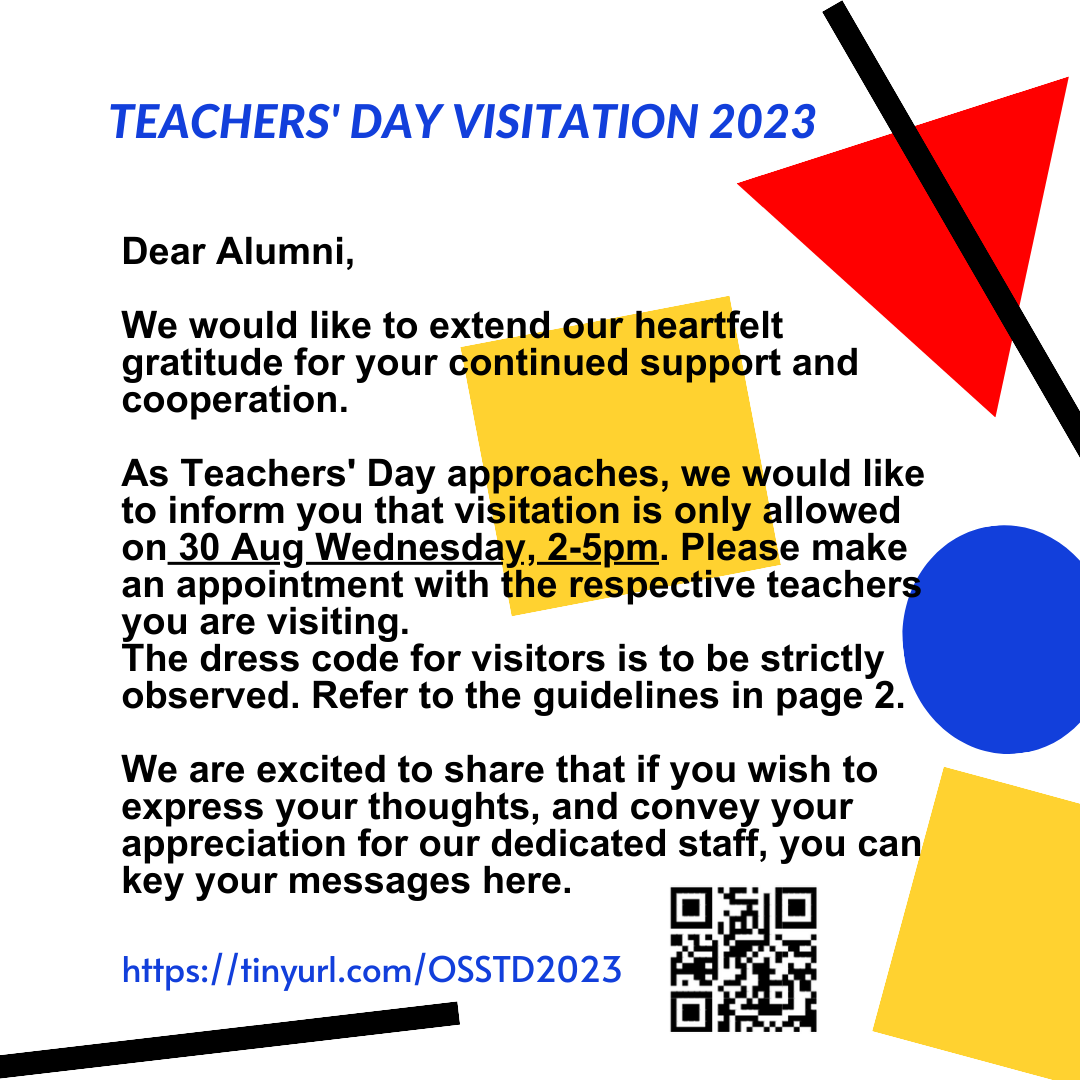 TEACHERS' DAY VISITATION 2023
Dear Alumni,
We would like to extend our heartfelt
gratitude for your continued support and
cooperation.
As Teachers' Day approaches, we would like
to inform you that visitation is only allowed
on 30 Aug Wednesday, 2-5pm. Please make
an appointment with the respective teachers
you are visiting.
The dress code for visitors is to be strictly
observed. Refer to the guidelines in page 2.
We are excited to share that if you wish to
express your thoughts, and convey your
appreciation for our dedicated staff, you can
key your messages here.
https://tinyurl.com/OSSTD2023